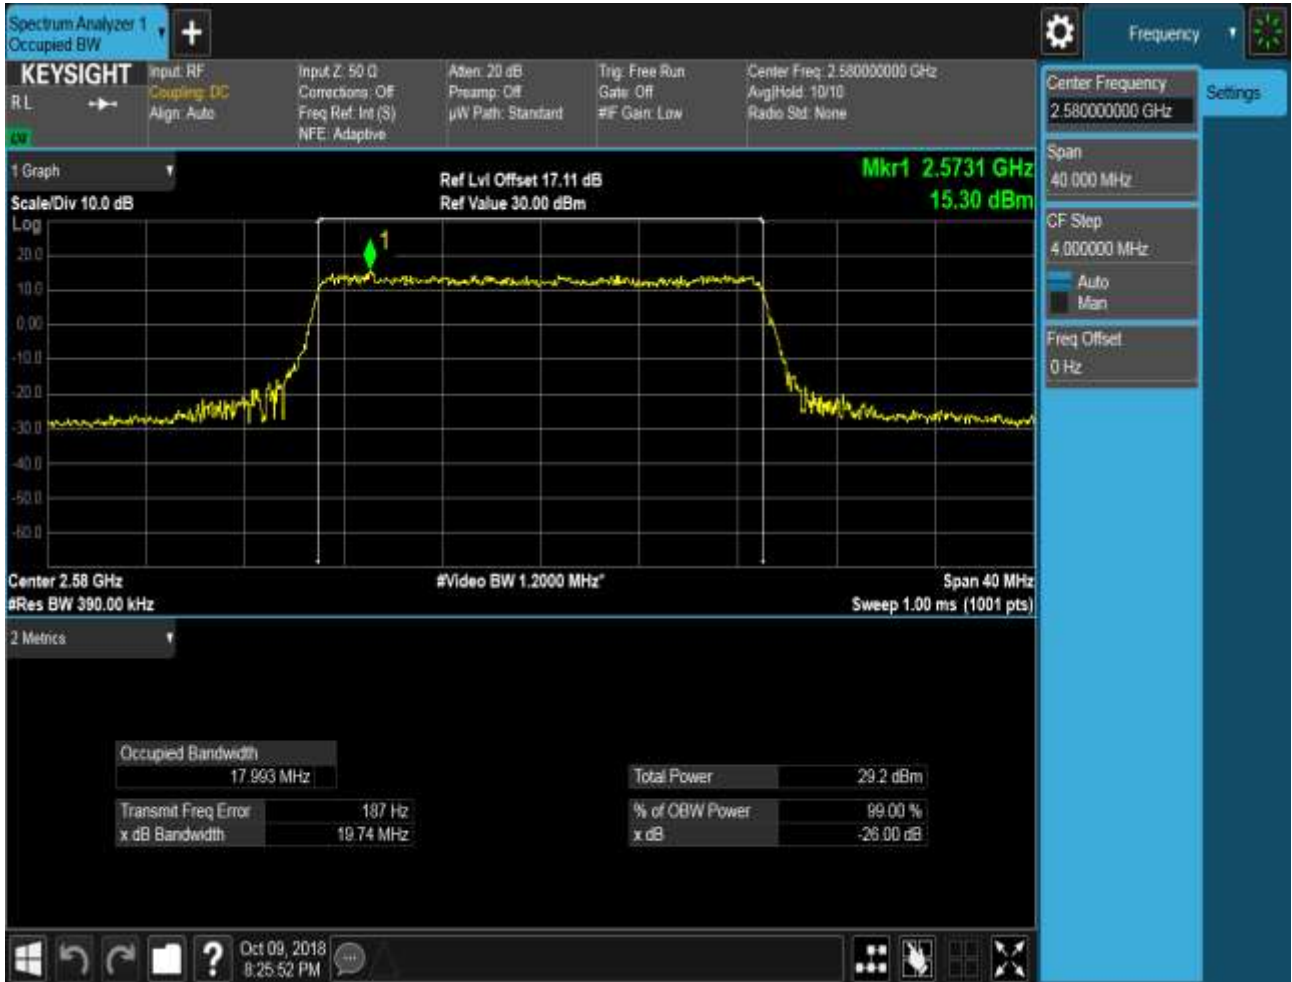 Spectrum Analyzer 1
Occupied BW
+
Frequency
KEYSIGHT
RL
Input: RF
Coupling: DC
Align: Auto
Input Z: 50 Ω
Corrections: Off
Freq Ref: Int (S)
NFE: Adaptive
Atten: 20 dB
Preamp: Off
µW Path: Standard
Trig: Free Run
Gate: Off
#IF Gain: Low
Center Freq: 2.580000000 GHz
Avg|Hold: 10/10
Radio Std: None
Center Frequency
2.580000000 GHz
Settings
Span
40.000 MHz
CF Step
4.000000 MHz
Auto
Man
Freq Offset
0 Hz
1 Graph
Scale/Div 10.0 dB
Ref Lvl Offset 17.11 dB
Ref Value 30.00 dBm
Mkr1 2.5731 GHz
15.30 dBm
Log
20.0
10.0
0.00
-10.0
-20.0
-30.0
-40.0
-50.0
-60.0
1
Center 2.58 GHz
#Video BW 1.2000 MHz*
Span 40 MHz
#Res BW 390.00 kHz
Sweep 1.00 ms (1001 pts)
2 Metrics
Occupied Bandwidth
17.993 MHz
Total Power 29.2 dBm
Transmit Freq Error 187 Hz
% of OBW Power 99.00 %
x dB Bandwidth 19.74 MHz
x dB -26.00 dB
?
Oct 09, 2018
8:25:52 PM